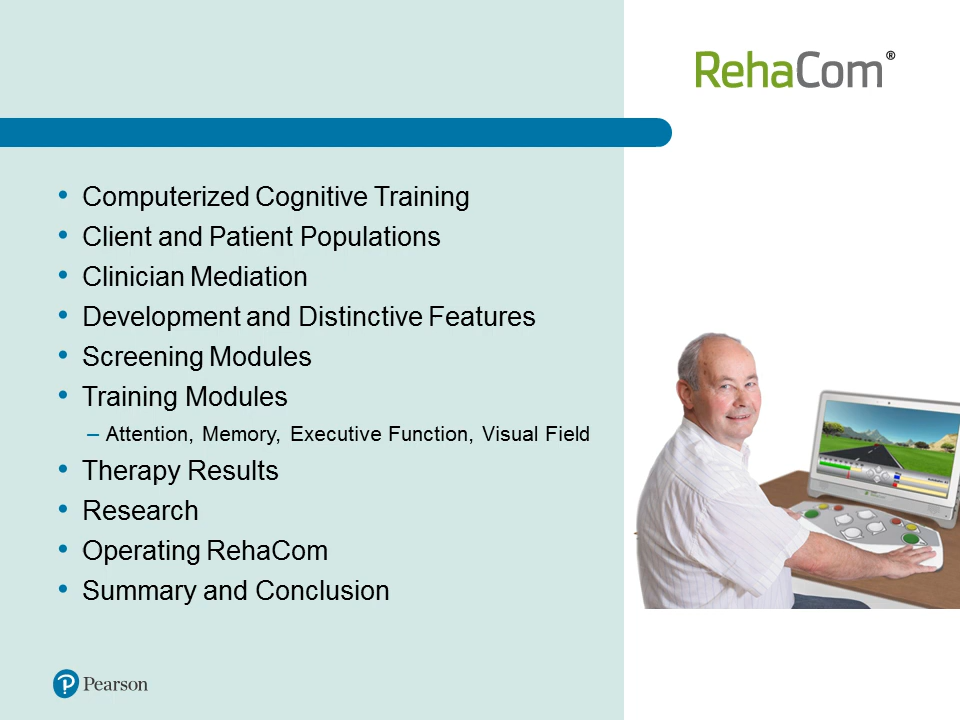 RehaCom®
• Computerized Cognitive Training
• Client and Patient Populations
• Clinician Mediation
• Development and Distinctive Features
• Screening Modules
• Training Modules
– Attention, Memory, Executive Function, Visual Field
• Therapy Results
• Research
• Operating RehaCom
• Summary and Conclusion
P Pearson